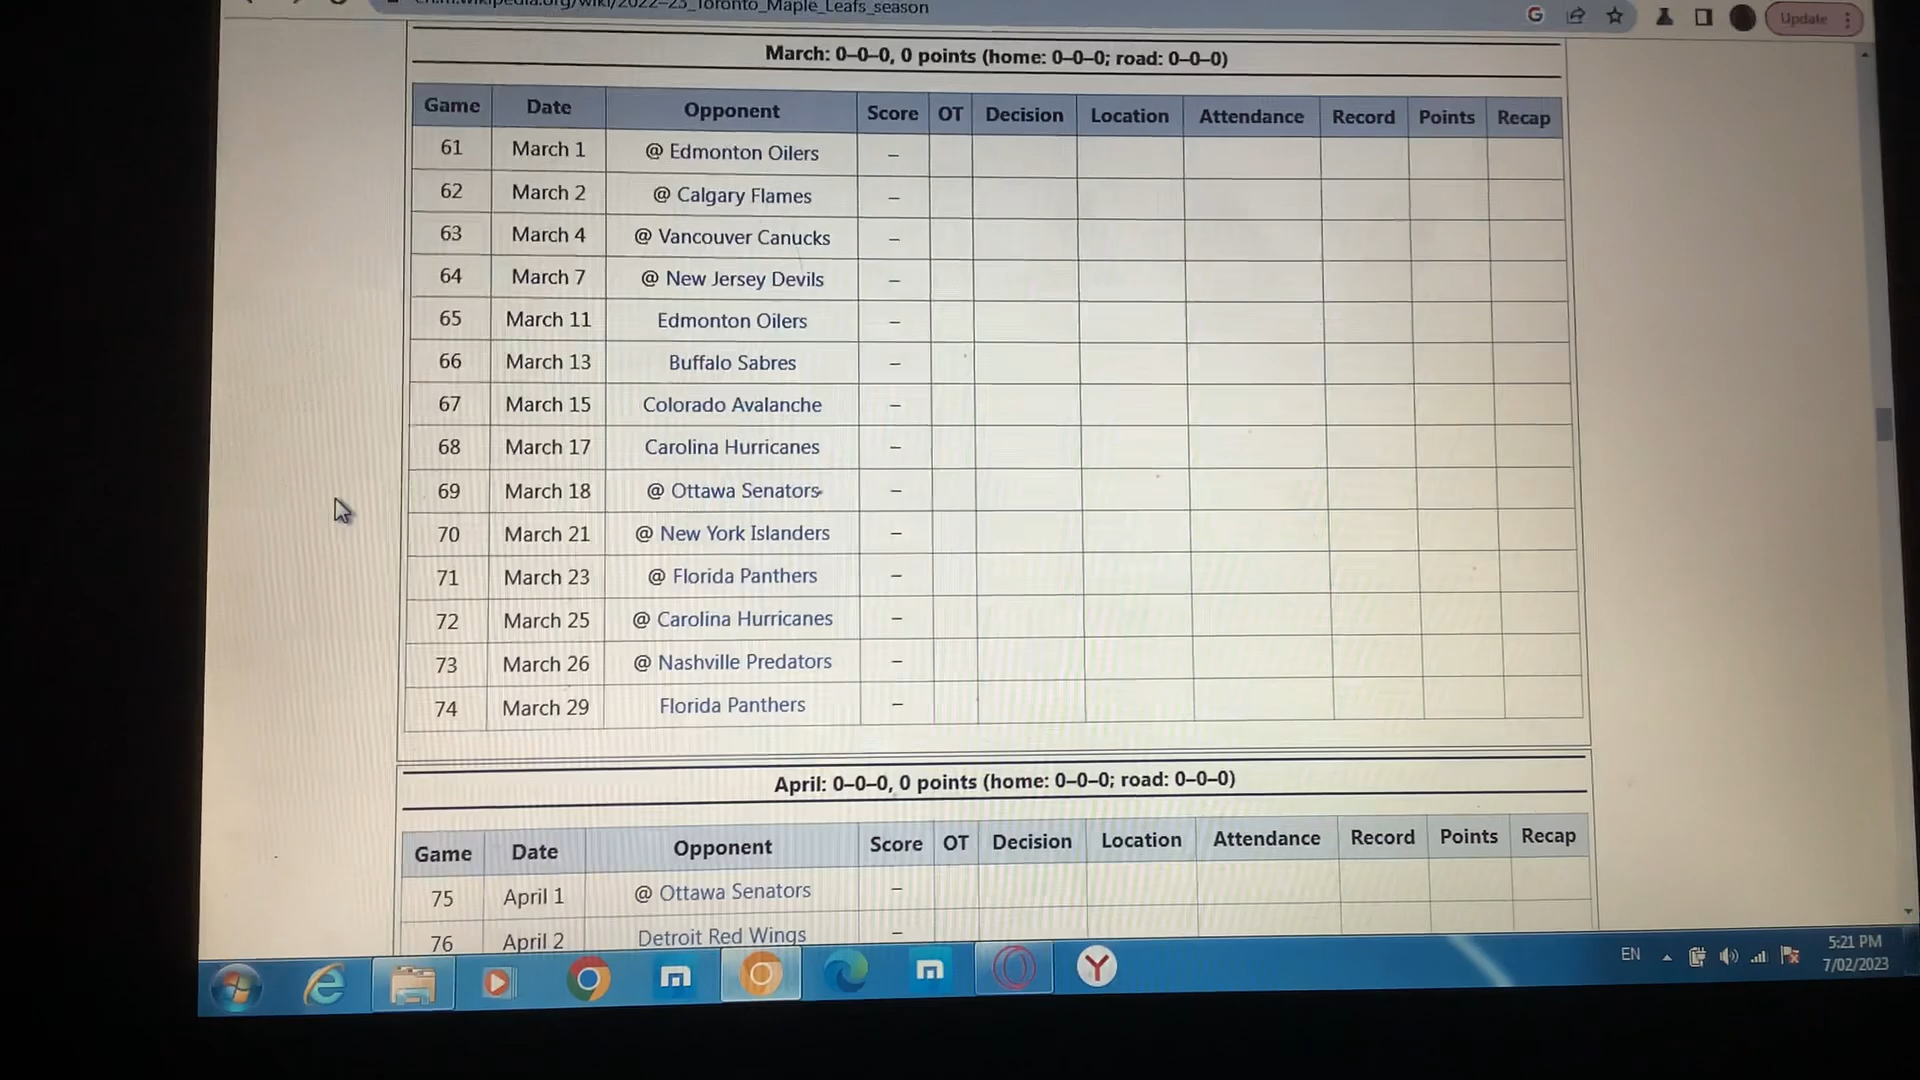 en.m.wikipedia.org/wiki/2022–23_Toronto_Maple_Leafs_season
Update
March: 0–0–0, 0 points (home: 0–0–0; road: 0–0–0)
Game Date Opponent Score OT Decision Location Attendance Record Points Recap
61 March 1 @ Edmonton Oilers –
62 March 2 @ Calgary Flames –
63 March 4 @ Vancouver Canucks –
64 March 7 @ New Jersey Devils –
65 March 11 Edmonton Oilers –
66 March 13 Buffalo Sabres –
67 March 15 Colorado Avalanche –
68 March 17 Carolina Hurricanes –
69 March 18 @ Ottawa Senators –
70 March 21 @ New York Islanders –
71 March 23 @ Florida Panthers –
72 March 25 @ Carolina Hurricanes –
73 March 26 @ Nashville Predators –
74 March 29 Florida Panthers –
April: 0–0–0, 0 points (home: 0–0–0; road: 0–0–0)
Game Date Opponent Score OT Decision Location Attendance Record Points Recap
75 April 1 @ Ottawa Senators –
76 April 2 Detroit Red Wings –
EN
5:21 PM
7/02/2023